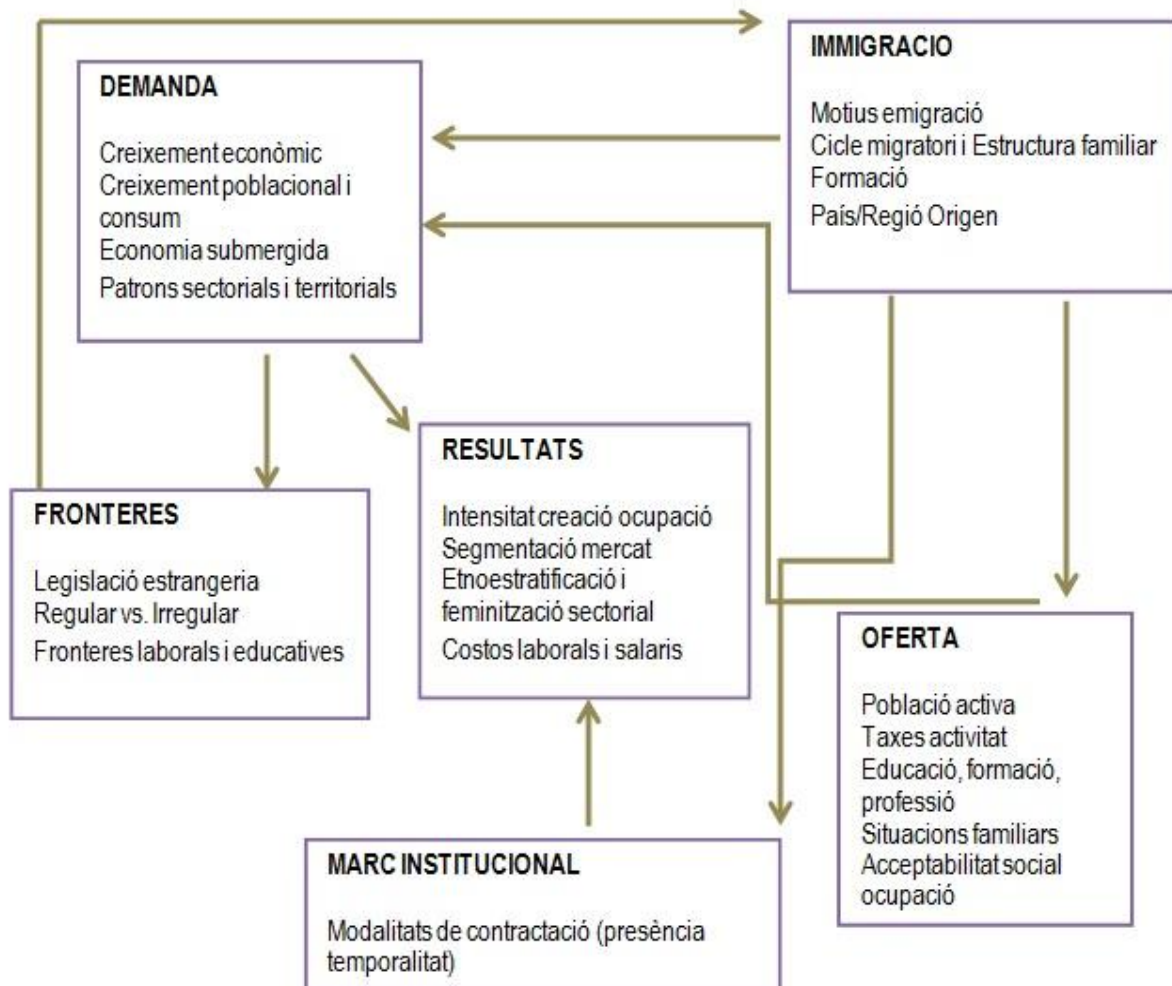 IMMIGRACIO
Motius emigració
Cicle migratori i Estructura familiar
Formació
País/Regió Origen
DEMANDA
Creixement econòmic
Creixement poblacional i
consum
Economia submergida
Patrons sectorials i territorials
RESULTATS
Intensitat creació ocupació
Segmentació mercat
Etnoestratificació i
feminització sectorial
Costos laborals i salaris
FRONTERES
Legislació estrangeria
Regular vs. Irregular
Fronteres laborals i educatives
OFERTA
Població activa
Taxes activitat
Educació, formació,
professió
Situacions familiars
Acceptabilitat social
ocupació
MARC INSTITUCIONAL
Modalitats de contractació (presència
temporalitat)